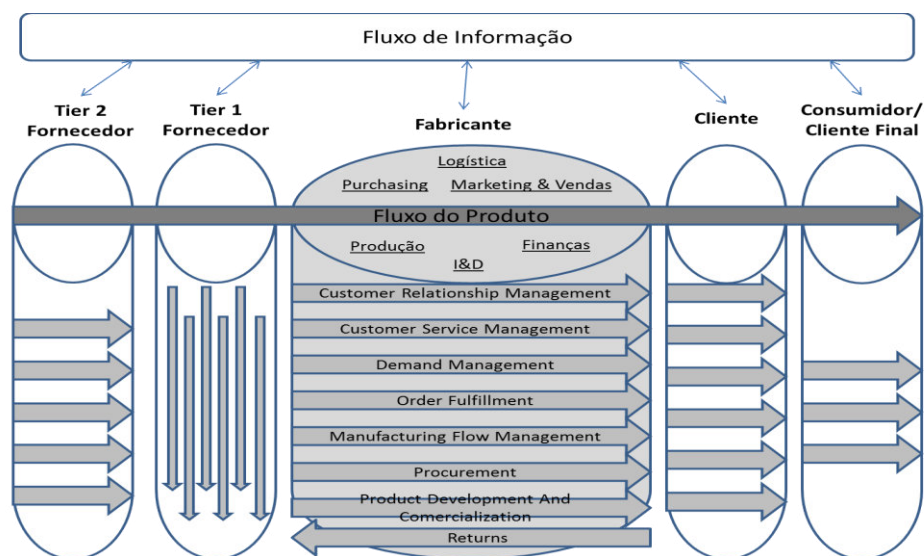 Fluxo de Informação
Tier 2
Fornecedor
Tier 1
Fornecedor
Fabricante
Cliente
Consumidor/
Cliente Final
Logística
Purchasing
Marketing & Vendas
Fluxo do Produto
Produção
Finanças
I&D
Customer Relationship Management
Customer Service Management
Demand Management
Order Fulfillment
Manufacturing Flow Management
Procurement
Product Development And
Comercialization
Returns